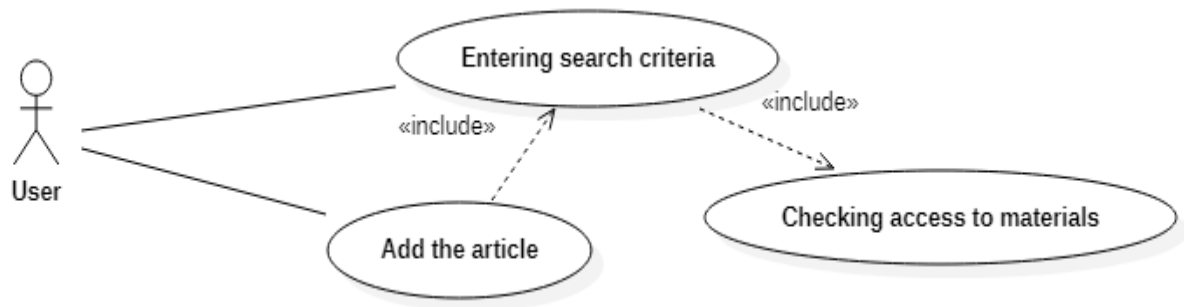 Entering search criteria
«include»
«include»
User
Checking access to materials
Add the article